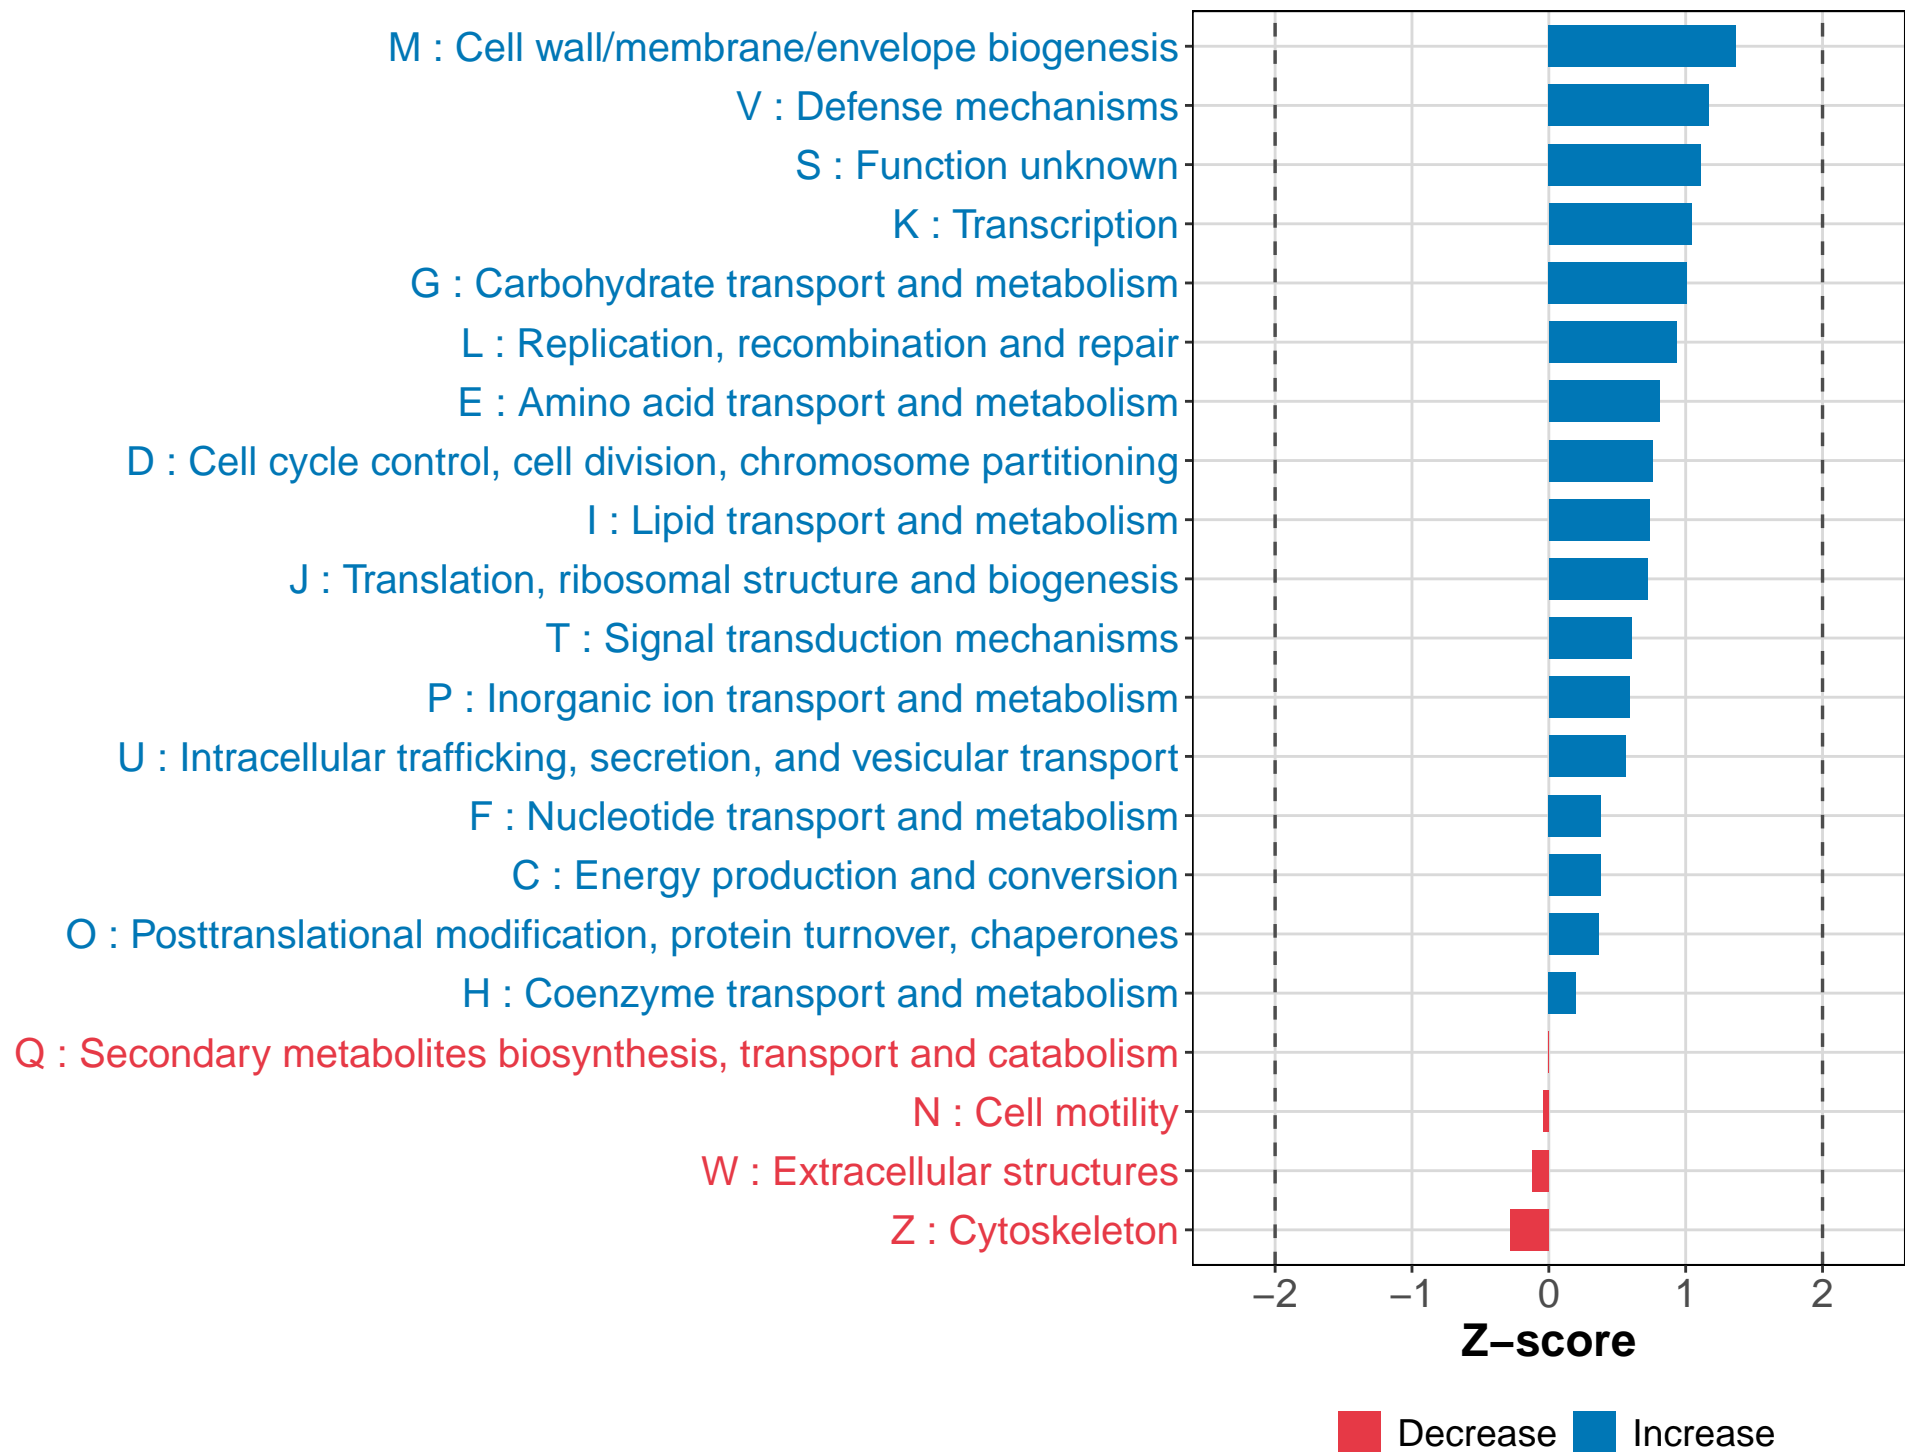 M : Cell wall/membrane/envelope biogenesis
V : Defense mechanisms
S : Function unknown
K : Transcription
G : Carbohydrate transport and metabolism
L : Replication, recombination and repair
E : Amino acid transport and metabolism
D : Cell cycle control, cell division, chromosome partitioning
I : Lipid transport and metabolism
J : Translation, ribosomal structure and biogenesis
T : Signal transduction mechanisms
P : Inorganic ion transport and metabolism
U : Intracellular trafficking, secretion, and vesicular transport
F : Nucleotide transport and metabolism
C : Energy production and conversion
O : Posttranslational modification, protein turnover, chaperones
H : Coenzyme transport and metabolism
Q : Secondary metabolites biosynthesis, transport and catabolism
N : Cell motility
W : Extracellular structures
Z : Cytoskeleton
−2 −1 0 1 2
Z−score
Decrease Increase